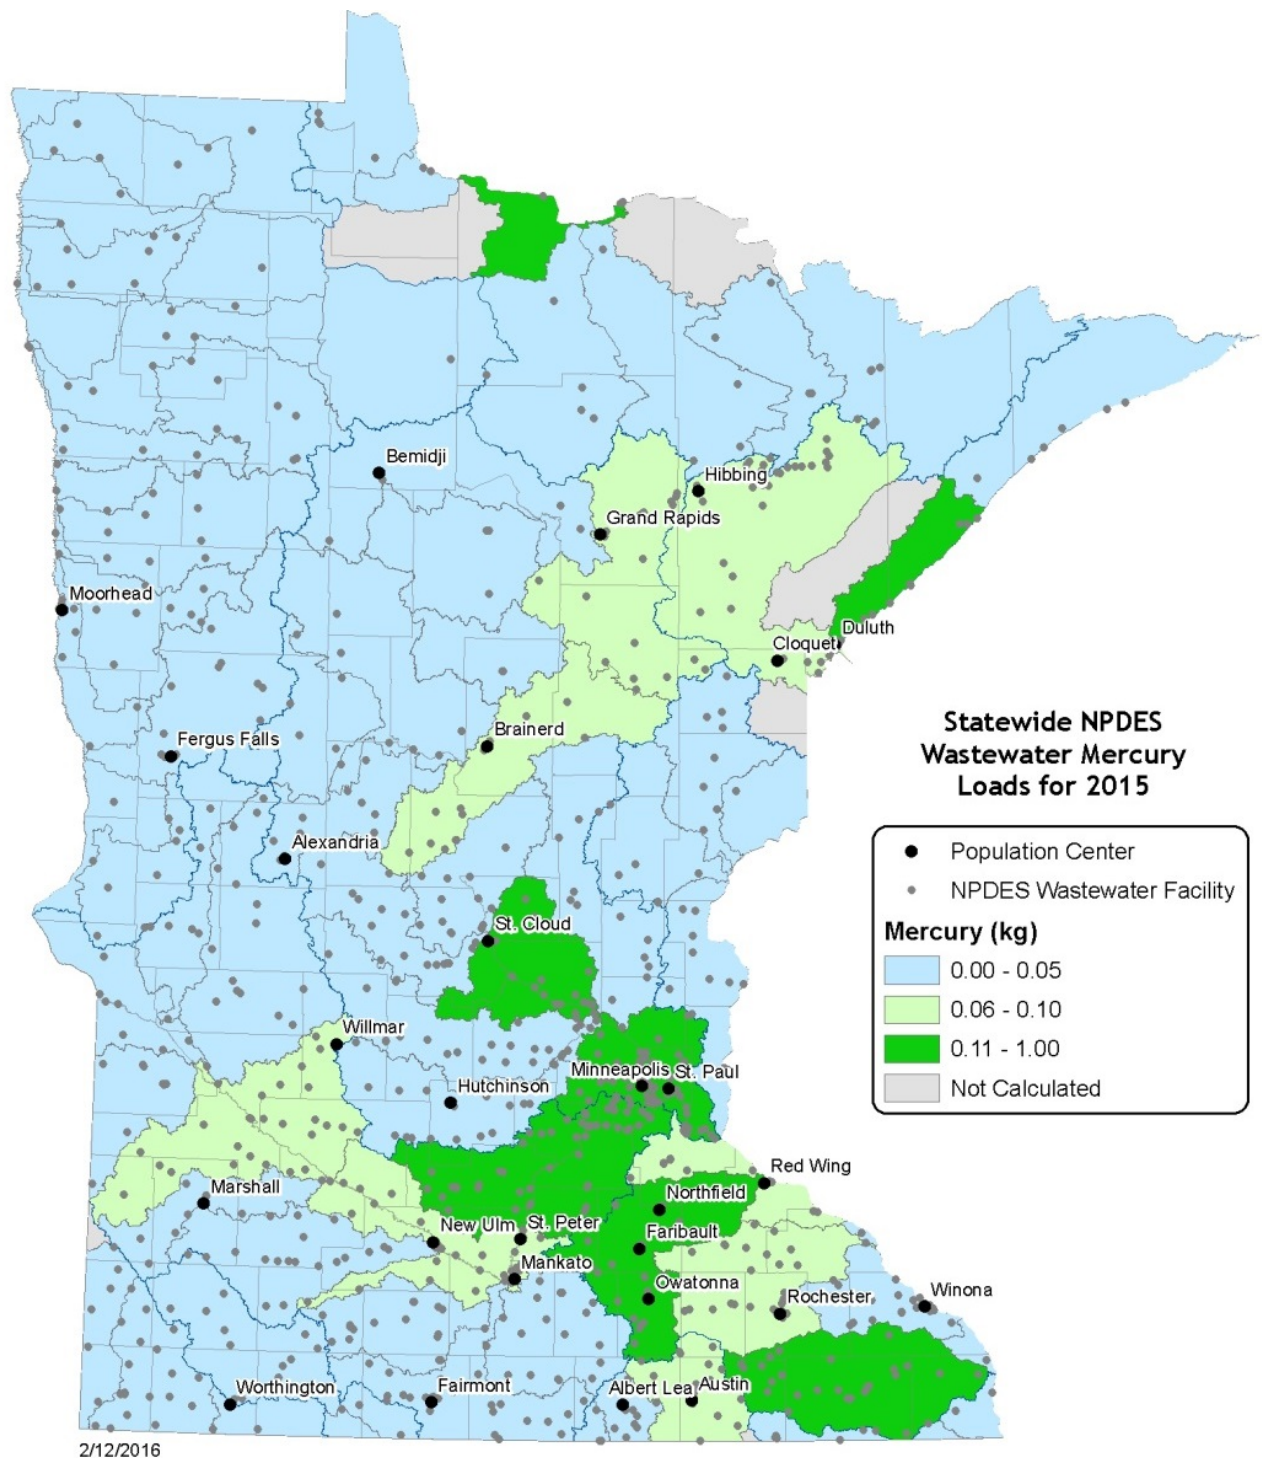 Bemidji
Hibbing
Grand Rapids
Moorhead
Duluth
Cloquet
Brainerd
Fergus Falls
Statewide NPDES
Wastewater Mercury
Loads for 2015
Alexandria
Population Center
NPDES Wastewater Facility
Mercury (kg)
0.00 - 0.05
0.06 - 0.10
0.11 - 1.00
Not Calculated
St. Cloud
Willmar
Minneapolis
St. Paul
Hutchinson
Red Wing
Marshall
Northfield
New Ulm
St. Peter
Faribault
Mankato
Owatonna
Rochester
Winona
Worthington
Fairmont
Albert Lea
Austin
2/12/2016